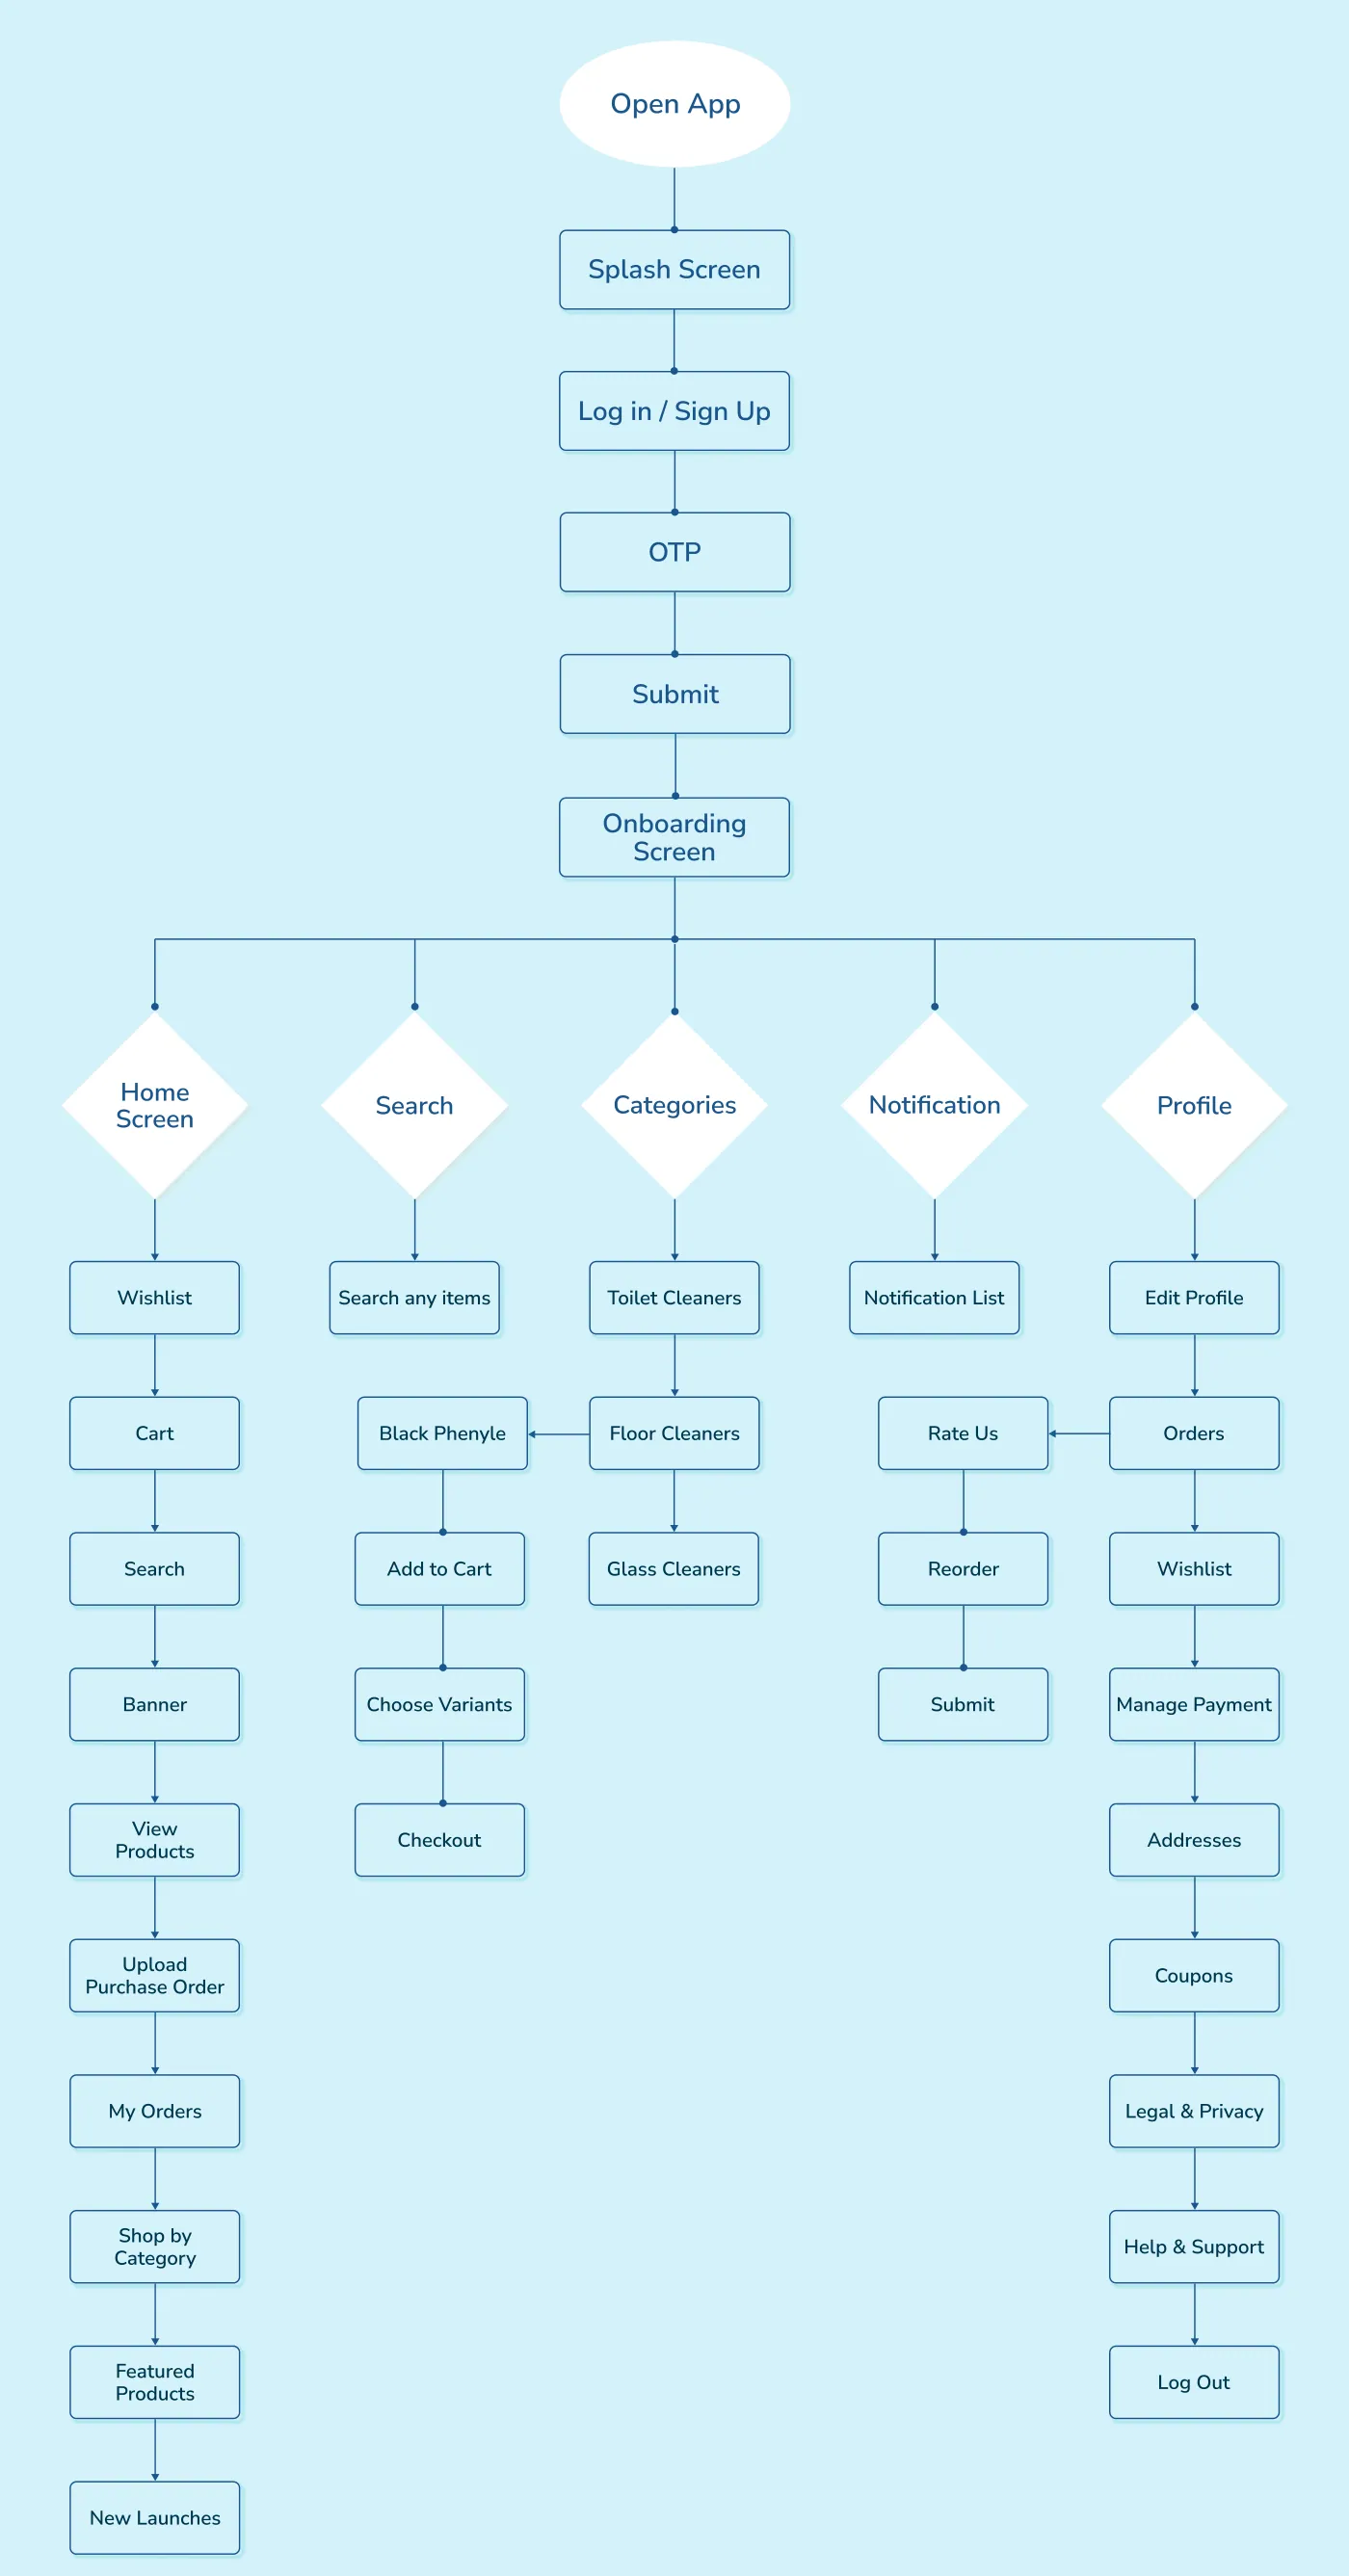 Open App
Splash Screen
Log in / Sign Up
OTP
Submit
Onboarding
Screen
Home
Screen
Search
Categories
Notification
Profile
Wishlist
Search any items
Toilet Cleaners
Notification List
Edit Profile
Cart
Black Phenyle
Floor Cleaners
Rate Us
Orders
Search
Add to Cart
Glass Cleaners
Reorder
Wishlist
Banner
Choose Variants
Submit
Manage Payment
View
Products
Checkout
Addresses
Upload
Purchase Order
Coupons
My Orders
Legal & Privacy
Shop by
Category
Help & Support
Featured
Products
Log Out
New Launches